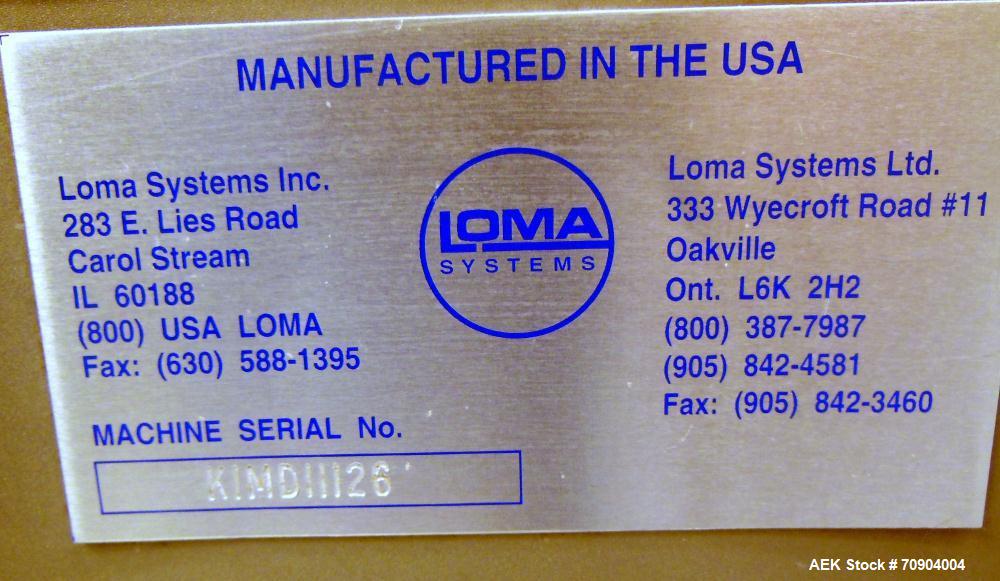 MANUFACTURED IN THE USA
Loma Systems Inc.
283 E. Lies Road
Carol Stream
IL 60188
(800) USA LOMA
Fax: (630) 588-1395
LOMA
SYSTEMS
Loma Systems Ltd.
333 Wyecroft Road #11
Oakville
Ont. L6K 2H2
(800) 387-7987
(905) 842-4581
Fax: (905) 842-3460
MACHINE SERIAL No.
AEK Stock # 70904004